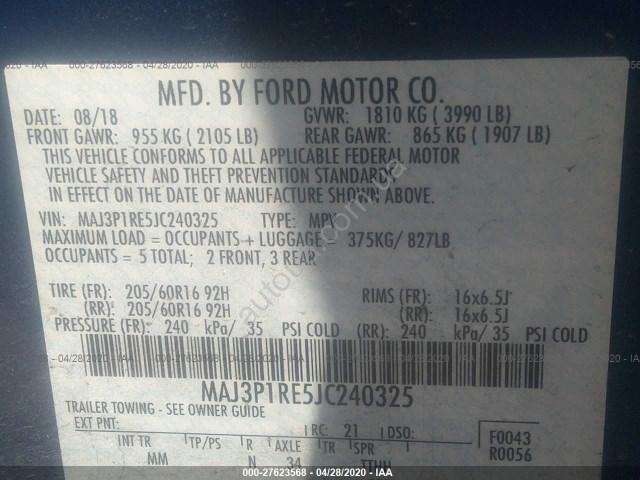 000-27623568 - 04/28/2020 - IAA
MFD. BY FORD MOTOR CO.
DATE: 08/18 GVWR: 1810 KG ( 3990 LB)
FRONT GAWR: 955 KG ( 2105 LB) REAR GAWR: 865 KG ( 1907 LB)
THIS VEHICLE CONFORMS TO ALL APPLICABLE FEDERAL MOTOR
VEHICLE SAFETY AND THEFT PREVENTION STANDARDS
IN EFFECT ON THE DATE OF MANUFACTURE SHOWN ABOVE.
VIN: MAJ3P1RE5JC240325 TYPE: MPV
MAXIMUM LOAD = OCCUPANTS + LUGGAGE = 375KG/ 827LB
OCCUPANTS = 5 TOTAL; 2 FRONT, 3 REAR
TIRE (FR): 205/60R16 92H RIMS (FR): 16x6.5J
(RR): 205/60R16 92H (RR): 16x6.5J
PRESSURE (FR): 240 kPa/ 35 PSI COLD (RR): 240 kPa/ 35 PSI COLD
MAJ3P1RE5JC240325
TRAILER TOWING - SEE OWNER GUIDE
EXT PNT: RC: 21 DSO: F0043
INT TR TP/PS R AXLE TR SPR R0056
MM N 34 TTHH
000-27623568 - 04/28/2020 - IAA